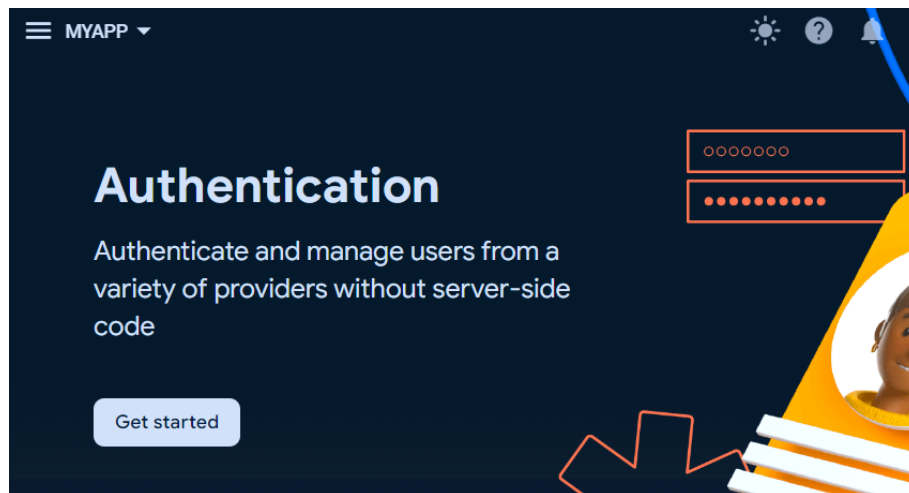 MYAPP
Authentication
Authenticate and manage users from a
variety of providers without server-side
code
Get started